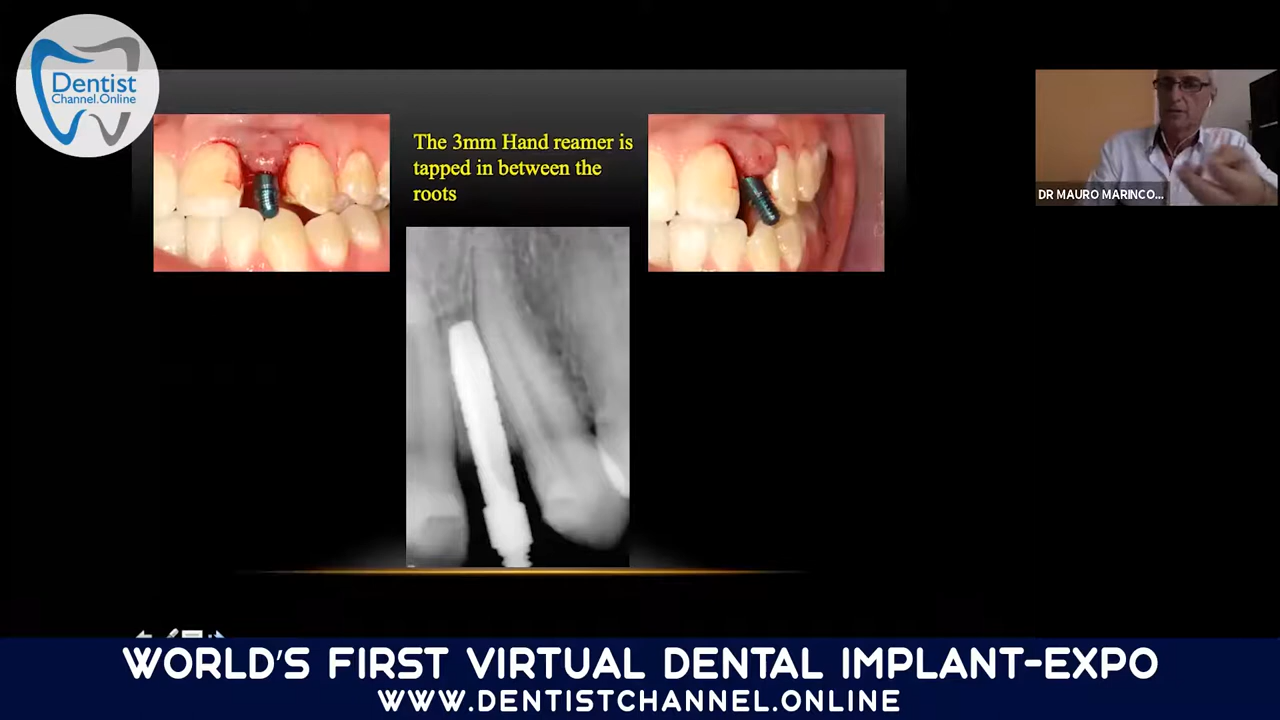 Dentist
Channel.Online
The 3mm Hand reamer is
tapped in between the
roots
DR MAURO MARINCO...
WORLD'S FIRST VIRTUAL DENTAL IMPLANT-EXPO
WWW.DENTISTCHANNEL.ONLINE